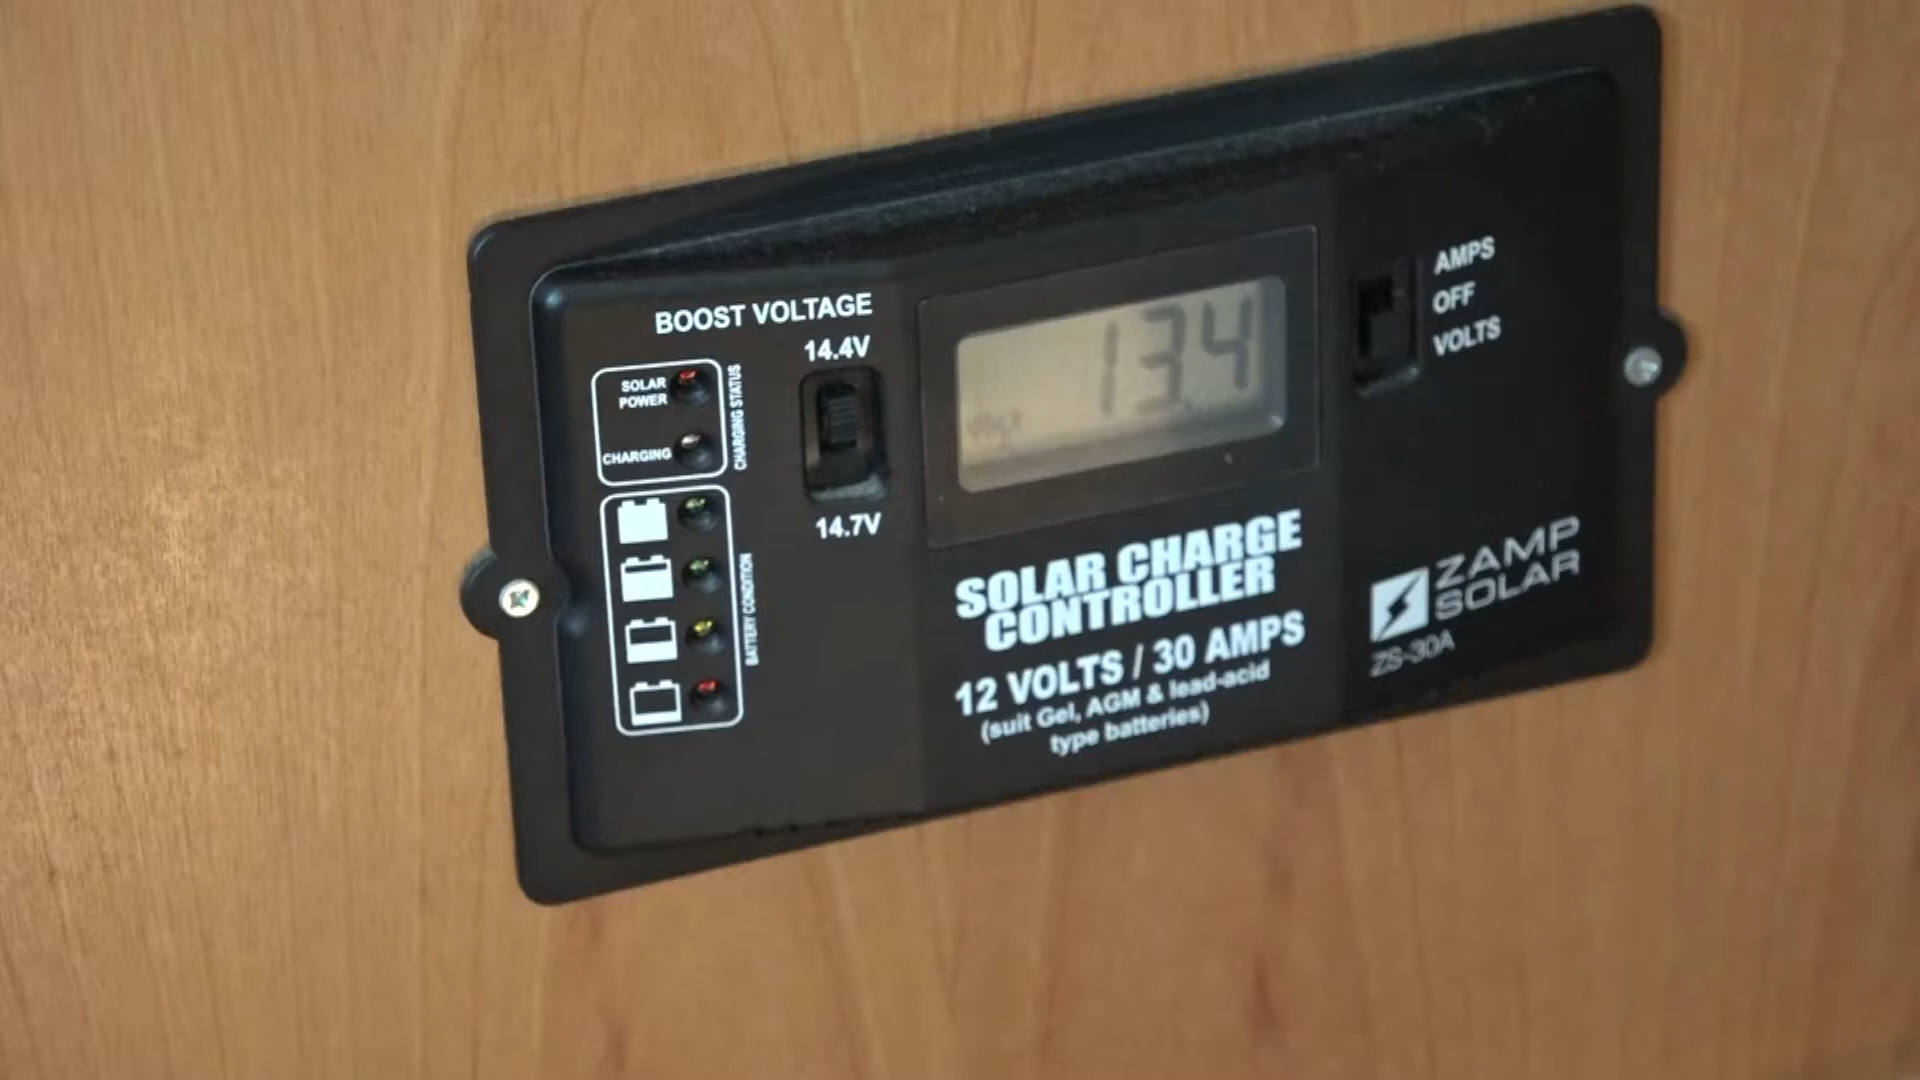 BOOST VOLTAGE
14.4V
14.7V
SOLAR
POWER
CHARGING
CHARGING STATUS
BATTERY CONDITION
13.4
AMPS
OFF
VOLTS
SOLAR CHARGE
CONTROLLER
12 VOLTS / 30 AMPS
(suit Gel, AGM & lead-acid
type batteries)
ZAMP
SOLAR
ZS-30A